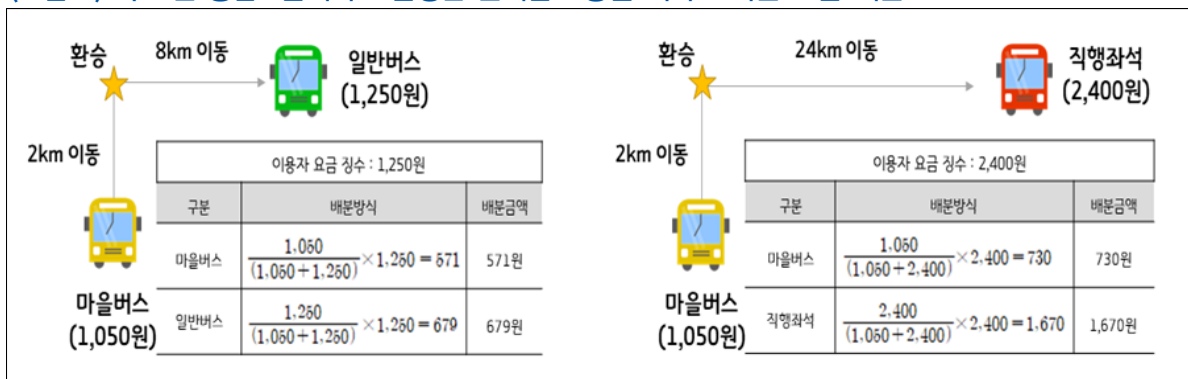 환승
8km 이동
일반버스
(1,250원)
2km 이동
이용자 요금 징수 : 1,250원
구분 배분방식 배분금액
마을버스 1,050/(1,050+1,250)×1,250=571 571원
일반버스 1,250/(1,050+1,250)×1,250=679 679원
마을버스
(1,050원)
환승
24km 이동
직행좌석
(2,400원)
2km 이동
이용자 요금 징수 : 2,400원
구분 배분방식 배분금액
마을버스 1,050/(1,050+2,400)×2,400=730 730원
직행좌석 2,400/(1,050+2,400)×2,400=1,670 1,670원
마을버스
(1,050원)